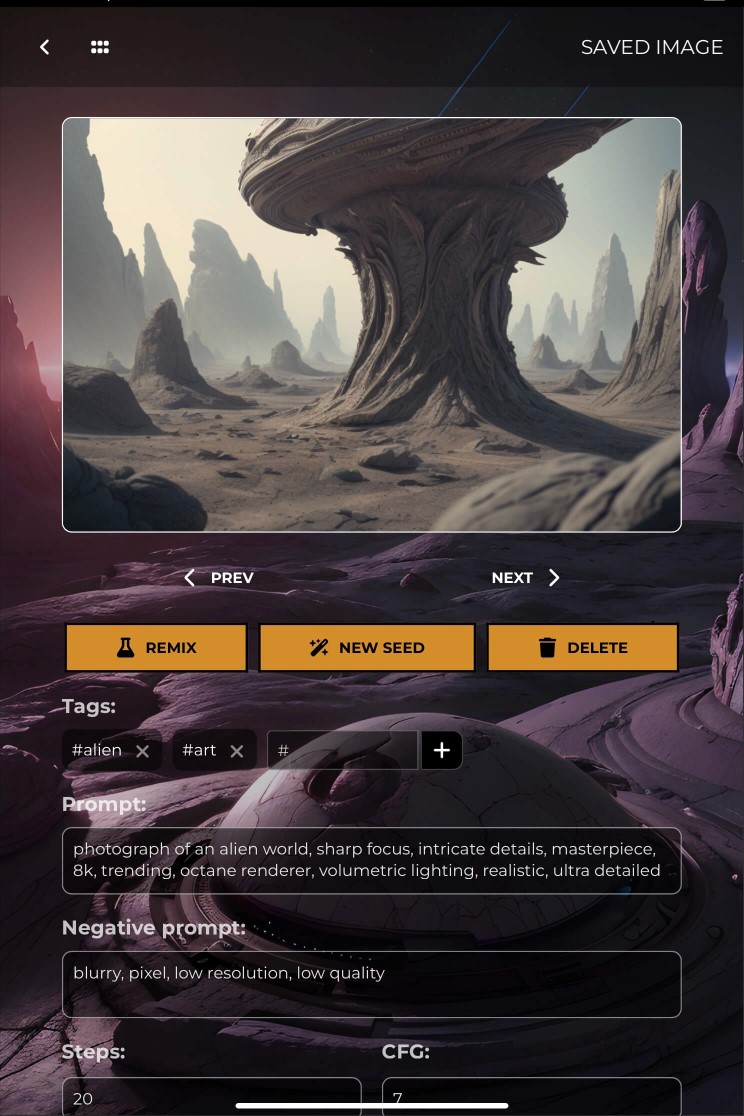 SAVED IMAGE
PREV
NEXT
REMIX
NEW SEED
DELETE
Tags:
#alien
#art
#
Prompt:
photograph of an alien world, sharp focus, intricate details, masterpiece,
8k, trending, octane renderer, volumetric lighting, realistic, ultra detailed
Negative prompt:
blurry, pixel, low resolution, low quality
Steps:
CFG:
20
7